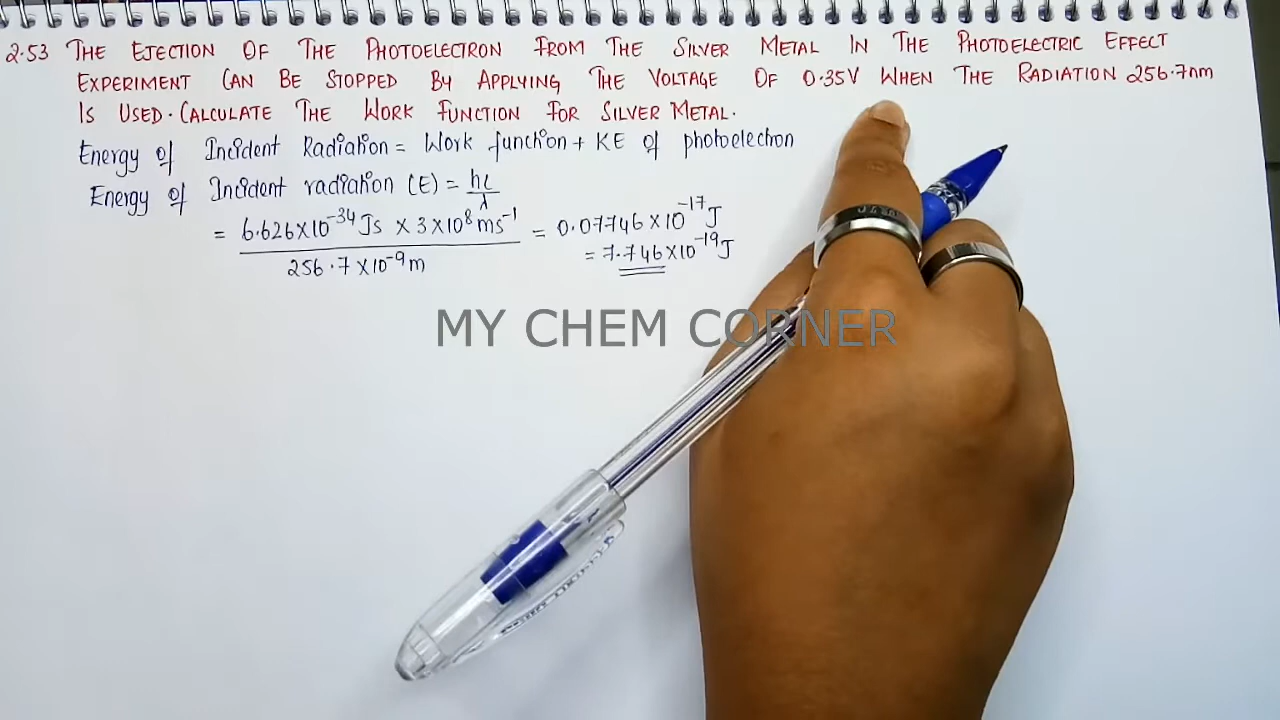 2.53 THE EJECTION OF THE PHOTOELECTRON FROM THE SILVER METAL IN THE PHOTOELECTRIC EFFECT
EXPERIMENT CAN BE STOPPED BY APPLYING THE VOLTAGE OF 0.35V WHEN THE RADIATION 256.7nm
IS USED. CALCULATE THE WORK FUNCTION FOR SILVER METAL.
Energy of Incident Radiation = Work function + KE of photoelectron
Energy of Incident radiation (E) = hc/λ
= 6.626×10⁻³⁴ Js × 3×10⁸ ms⁻¹ / 256.7×10⁻⁹ m = 0.07746×10⁻¹⁷ J
= 7.746×10⁻¹⁹ J
MY CHEM CORNER